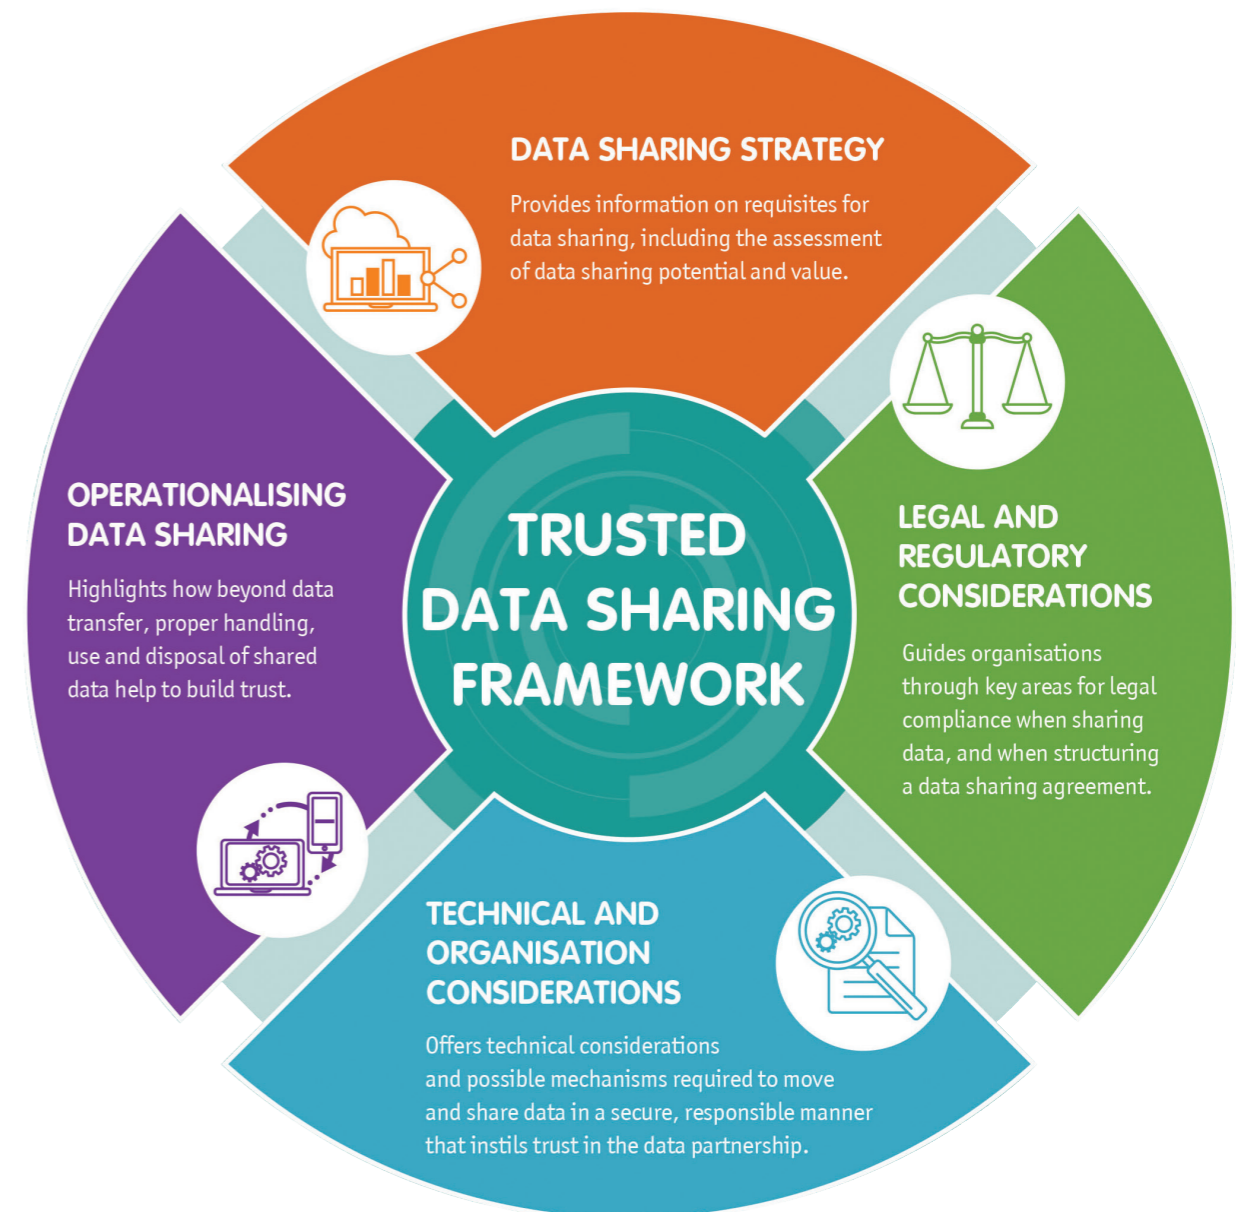 DATA SHARING STRATEGY
Provides information on requisites for
data sharing, including the assessment
of data sharing potential and value.
LEGAL AND
REGULATORY
CONSIDERATIONS
Guides organisations
through key areas for legal
compliance when sharing
data, and when structuring
a data sharing agreement.
TECHNICAL AND
ORGANISATION
CONSIDERATIONS
Offers technical considerations
and possible mechanisms required to move
and share data in a secure, responsible manner
that instils trust in the data partnership.
OPERATIONALISING
DATA SHARING
Highlights how beyond data
transfer, proper handling,
use and disposal of shared
data help to build trust.
TRUSTED
DATA SHARING
FRAMEWORK